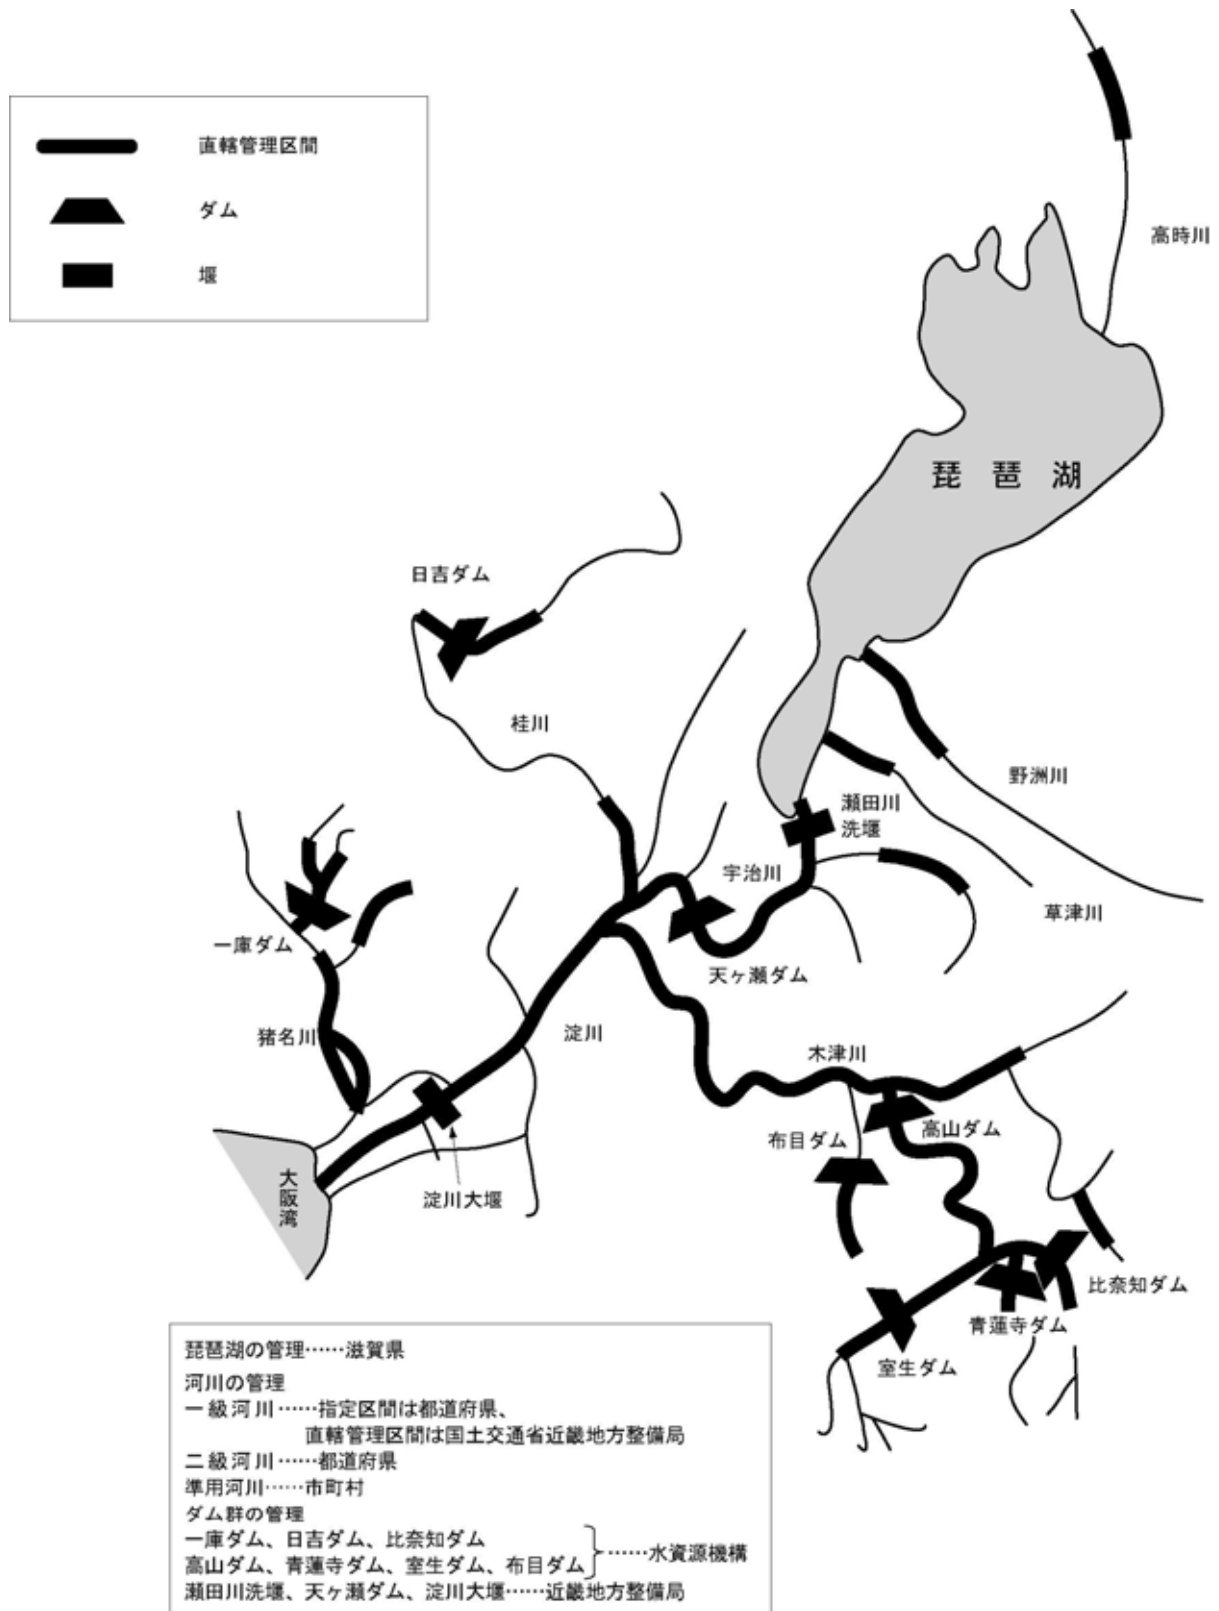 直轄管理区間
ダム
堰
高時川
琵琶湖
日吉ダム
桂川
野洲川
瀬田川
洗堰
宇治川
草津川
一庫ダム
天ヶ瀬ダム
猪名川
淀川
木津川
布目ダム
高山ダム
大阪湾
淀川大堰
比奈知ダム
青蓮寺ダム
室生ダム
琵琶湖の管理……滋賀県
河川の管理
一級河川……指定区間は都道府県、
直轄管理区間は国土交通省近畿地方整備局
二級河川……都道府県
準用河川……市町村
ダム群の管理
一庫ダム、日吉ダム、比奈知ダム
高山ダム、青蓮寺ダム、室生ダム、布目ダム
……水資源機構
瀬田川洗堰、天ヶ瀬ダム、淀川大堰……近畿地方整備局